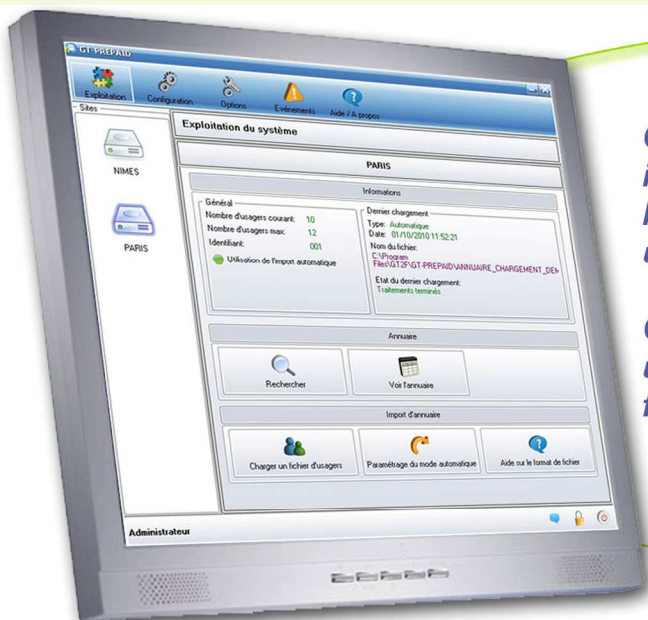 GT-PREPAID
Exploitation
Configuration
Options
Evènements
Aide / A propos
Sites
NIMES
PARIS
Exploitation du système
PARIS
Informations
Général
Nombre d'usagers courant: 10
Nombre d'usagers max: 12
Identifiant: 001
Utilisation de l'import automatique
Dernier chargement
Type: Automatique
Date: 01/10/2010 11:52:21
Nom du fichier:
C:\Program
Files\GT2F\GT-PREPAID\ANNUAIRE_CHARGEMENT_DEM
Etat du dernier chargement:
Traitements terminés
Annuaire
Rechercher
Voir l'annuaire
Import d'annuaire
Charger un fichier d'usagers
Paramétrage du mode automatique
Aide sur le format de fichier
Administrateur